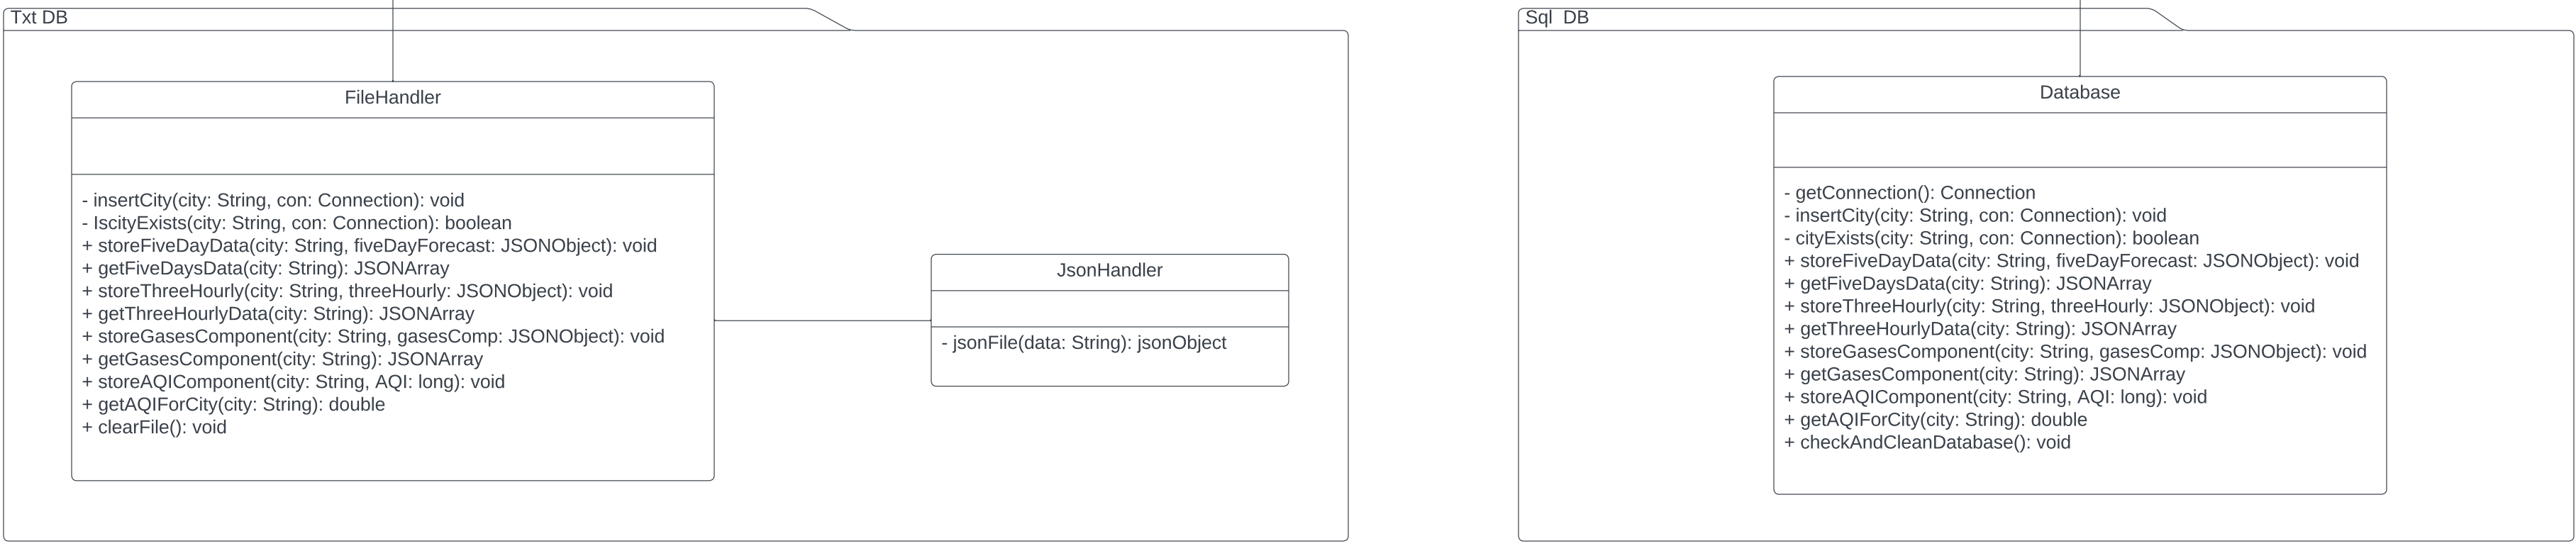 Txt DB
FileHandler
- insertCity(city: String, con: Connection): void
- IscityExists(city: String, con: Connection): boolean
+ storeFiveDayData(city: String, fiveDayForecast: JSONObject): void
+ getFiveDaysData(city: String): JSONArray
+ storeThreeHourly(city: String, threeHourly: JSONObject): void
+ getThreeHourlyData(city: String): JSONArray
+ storeGasesComponent(city: String, gasesComp: JSONObject): void
+ getGasesComponent(city: String): JSONArray
+ storeAQIComponent(city: String, AQI: long): void
+ getAQIForCity(city: String): double
+ clearFile(): void
JsonHandler
- jsonFile(data: String): jsonObject
Sql  DB
Database
- getConnection(): Connection
- insertCity(city: String, con: Connection): void
- cityExists(city: String, con: Connection): boolean
+ storeFiveDayData(city: String, fiveDayForecast: JSONObject): void
+ getFiveDaysData(city: String): JSONArray
+ storeThreeHourly(city: String, threeHourly: JSONObject): void
+ getThreeHourlyData(city: String): JSONArray
+ storeGasesComponent(city: String, gasesComp: JSONObject): void
+ getGasesComponent(city: String): JSONArray
+ storeAQIComponent(city: String, AQI: long): void
+ getAQIForCity(city: String): double
+ checkAndCleanDatabase(): void